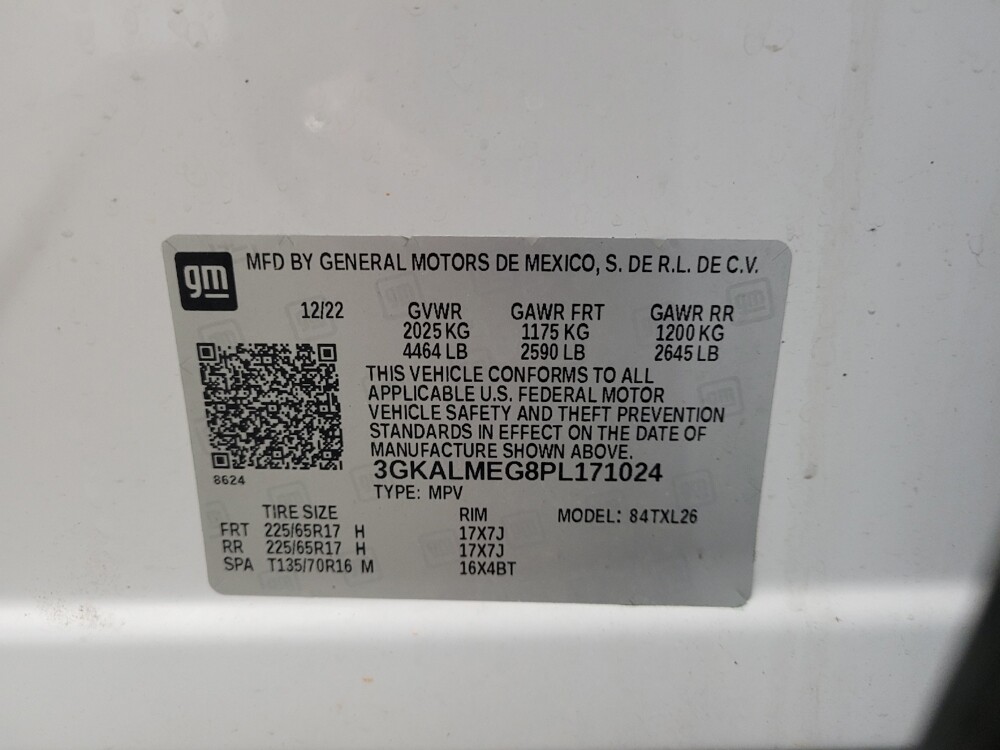 gm MFD BY GENERAL MOTORS DE MEXICO, S. DE R.L. DE C.V.
12/22 GVWR GAWR FRT GAWR RR
2025 KG 1175 KG 1200 KG
4464 LB 2590 LB 2645 LB
THIS VEHICLE CONFORMS TO ALL
APPLICABLE U.S. FEDERAL MOTOR
VEHICLE SAFETY AND THEFT PREVENTION
STANDARDS IN EFFECT ON THE DATE OF
MANUFACTURE SHOWN ABOVE.
3GKALMEG8PL171024
8624
TYPE: MPV
TIRE SIZE RIM MODEL: 84TXL26
FRT 225/65R17 H 17X7J
RR 225/65R17 H 17X7J
SPA T135/70R16 M 16X4BT